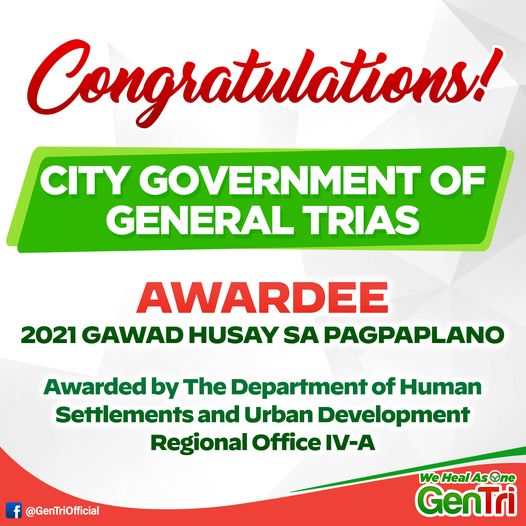 Congratulations!
CITY GOVERNMENT OF
GENERAL TRIAS
AWARDEE
2021 GAWAD HUSAY SA PAGPAPLANO
Awarded by The Department of Human
Settlements and Urban Development
Regional Office IV-A
We Heal As One
GenTri
f @GenTriOfficial